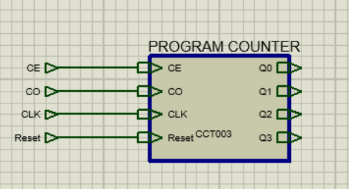 PROGRAM COUNTER
CE CE Q0
CO CO Q1
CLK CLK Q2
Reset Reset CCT003 Q3